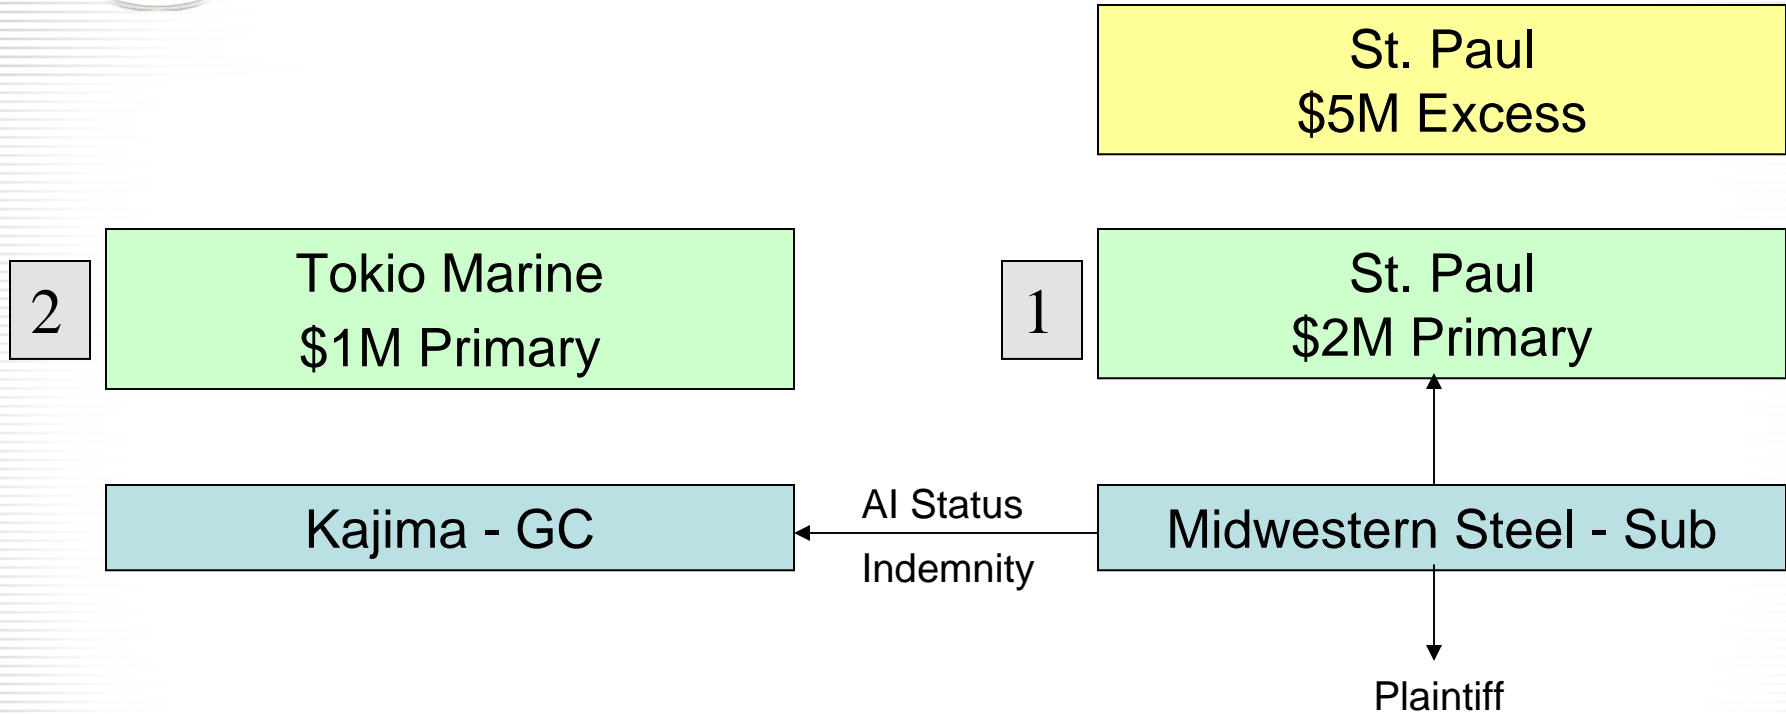 St. Paul
$5M Excess
2
Tokio Marine
$1M Primary
1
St. Paul
$2M Primary
Kajima - GC
AI Status
Indemnity
Midwestern Steel - Sub
Plaintiff